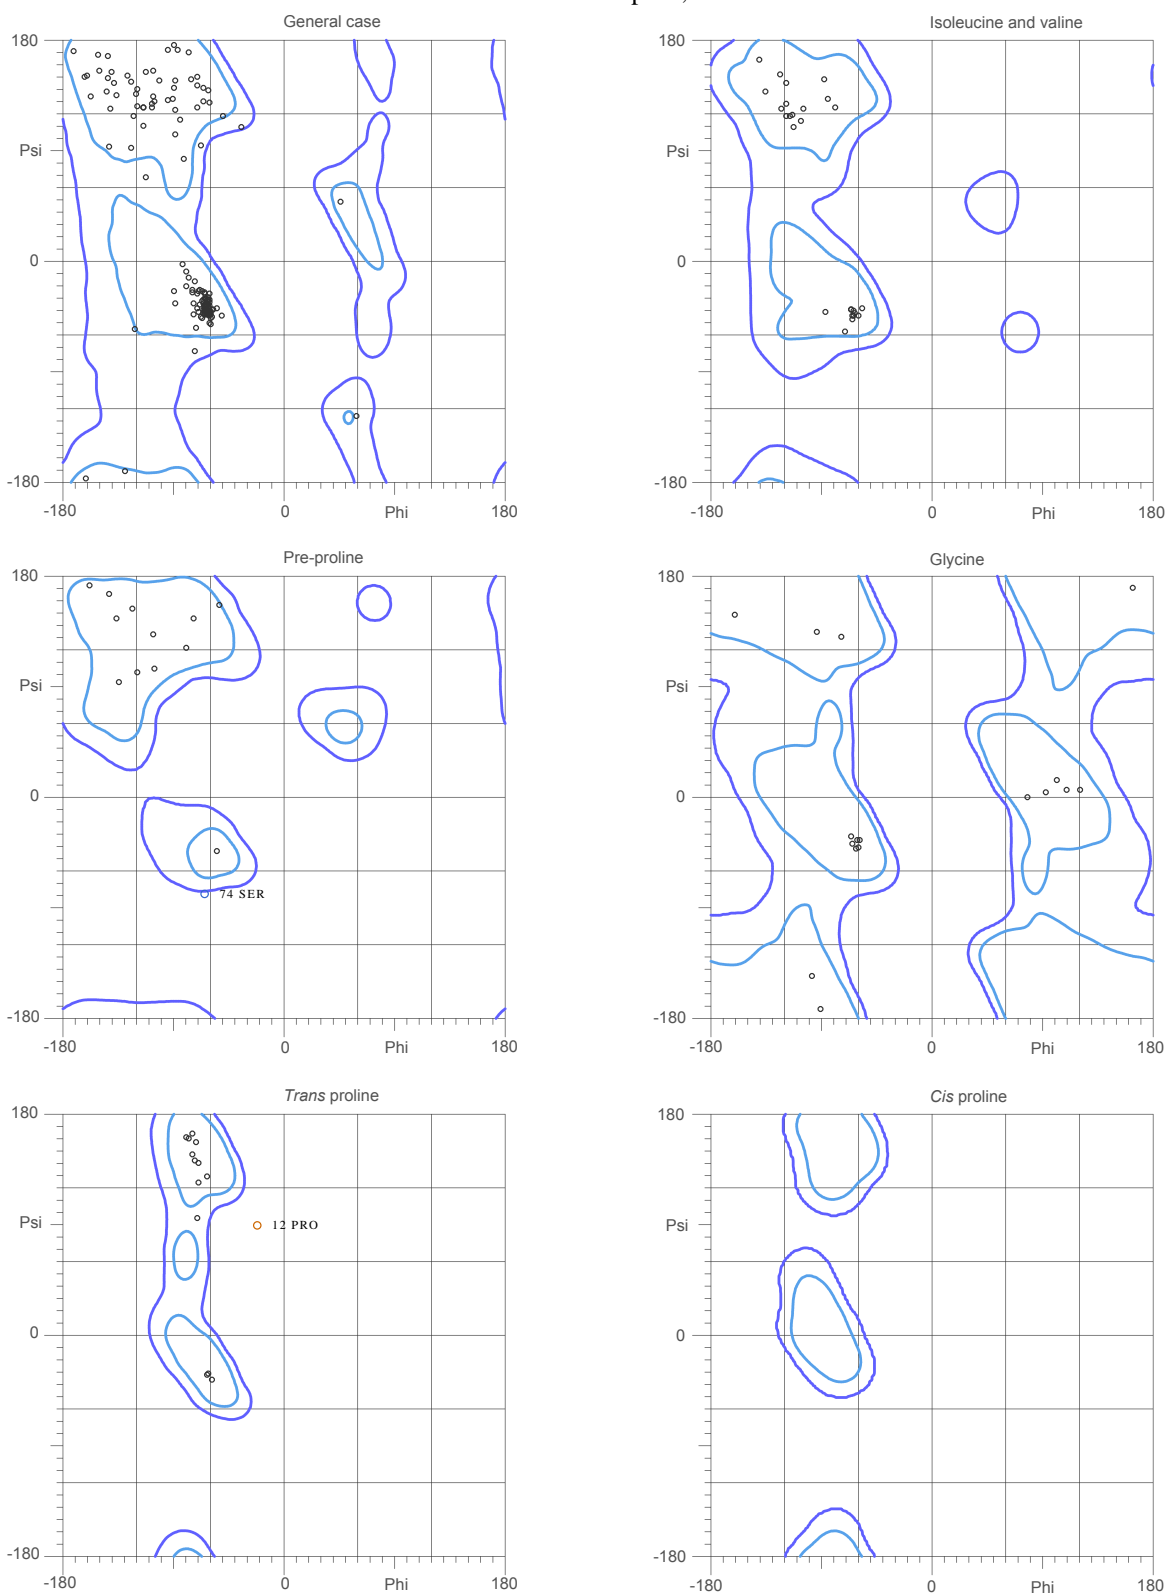 General case
180
Psi
0
-180
-180
0
Phi
180
Isoleucine and valine
180
Psi
0
-180
-180
0
Phi
180
Pre-proline
180
Psi
0
-180
74 SER
-180
0
Phi
180
Glycine
180
Psi
0
-180
-180
0
Phi
180
Trans proline
180
Psi
0
-180
12 PRO
-180
0
Phi
180
Cis proline
180
Psi
0
-180
-180
0
Phi
180